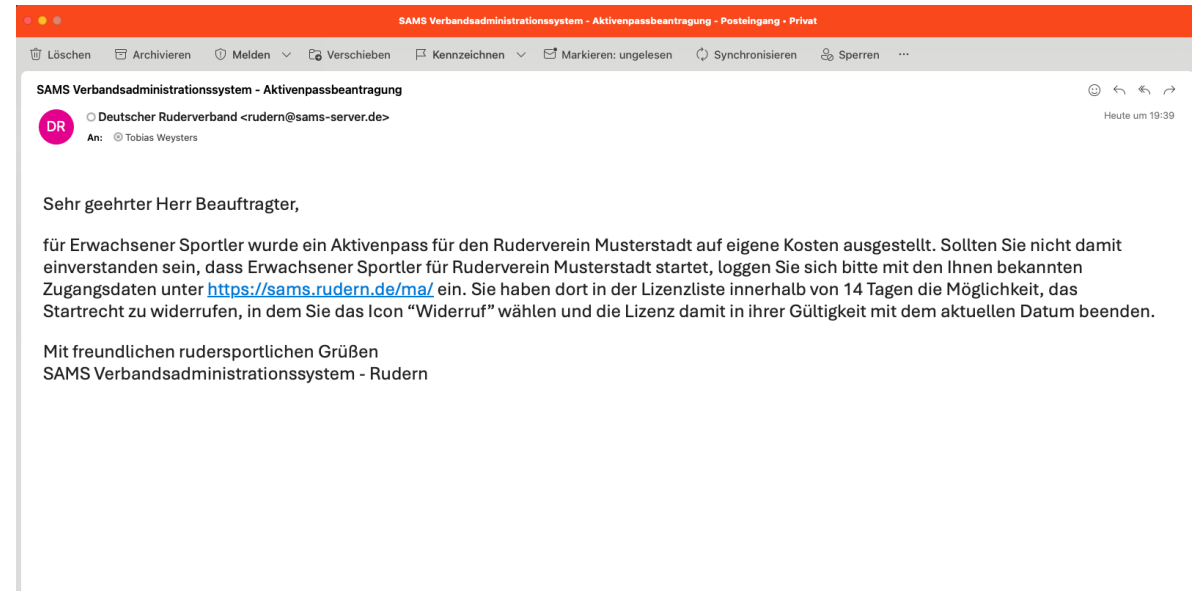 SAMS Verbandsadministrationssystem - Aktivenpassbeantragung - Posteingang • Privat
Löschen Archivieren Melden Verschieben Kennzeichnen Markieren: ungelesen Synchronisieren Sperren ...
SAMS Verbandsadministrationssystem - Aktivenpassbeantragung
DR Deutscher Ruderverband <rudern@sams-server.de> Heute um 19:39
An: Tobias Weysters
Sehr geehrter Herr Beauftragter,
für Erwachsener Sportler wurde ein Aktivenpass für den Ruderverein Musterstadt auf eigene Kosten ausgestellt. Sollten Sie nicht damit
einverstanden sein, dass Erwachsener Sportler für Ruderverein Musterstadt startet, loggen Sie sich bitte mit den Ihnen bekannten
Zugangsdaten unter https://sams.rudern.de/ma/ ein. Sie haben dort in der Lizenzliste innerhalb von 14 Tagen die Möglichkeit, das
Startrecht zu widerrufen, in dem Sie das Icon “Widerruf” wählen und die Lizenz damit in ihrer Gültigkeit mit dem aktuellen Datum beenden.
Mit freundlichen rudersportlichen Grüßen
SAMS Verbandsadministrationssystem - Rudern